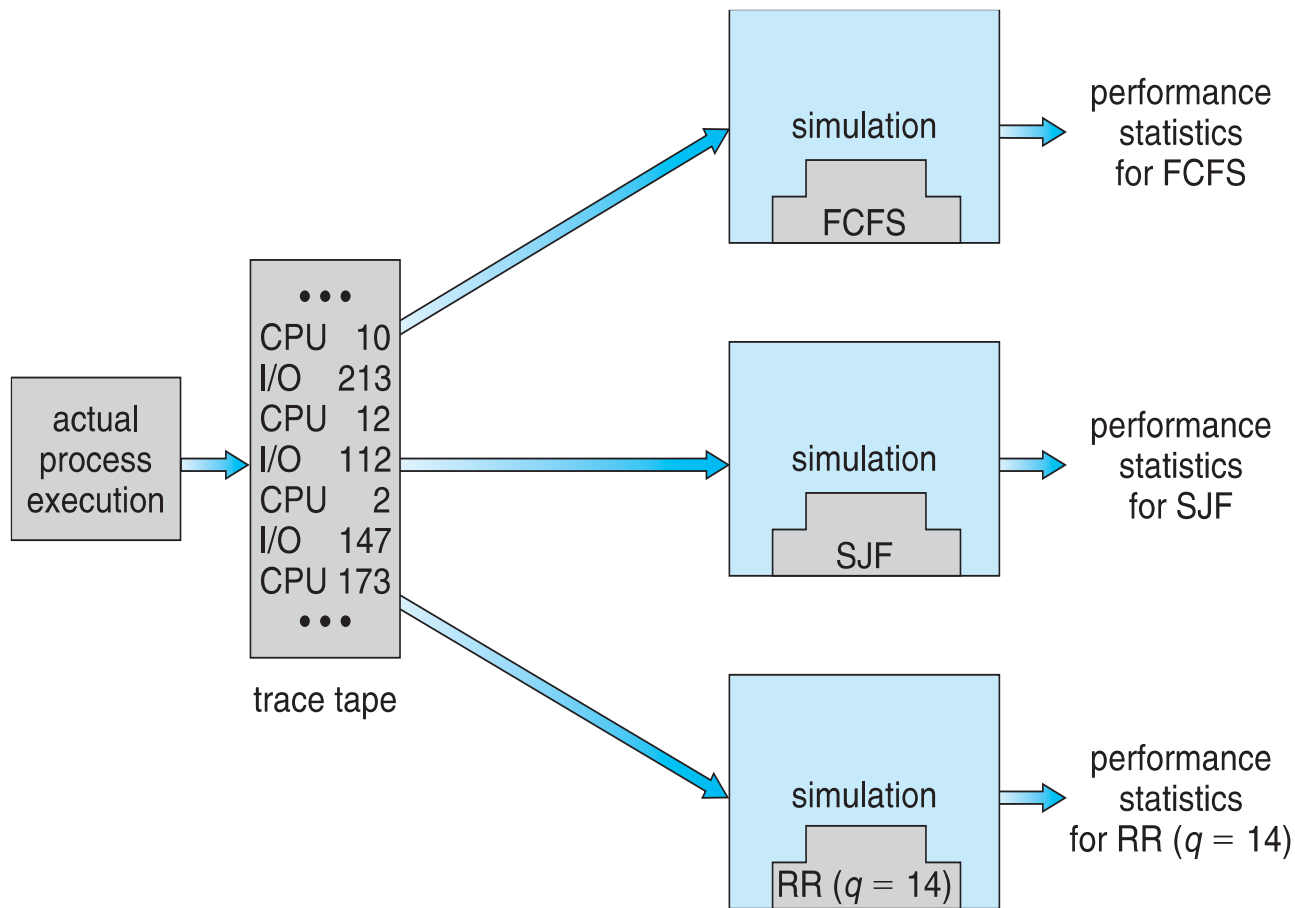 actual
process
execution
• • •
CPU 10
I/O 213
CPU 12
I/O 112
CPU 2
I/O 147
CPU 173
• • •
trace tape
simulation
FCFS
performance
statistics
for FCFS
simulation
SJF
performance
statistics
for SJF
simulation
RR (q = 14)
performance
statistics
for RR (q = 14)